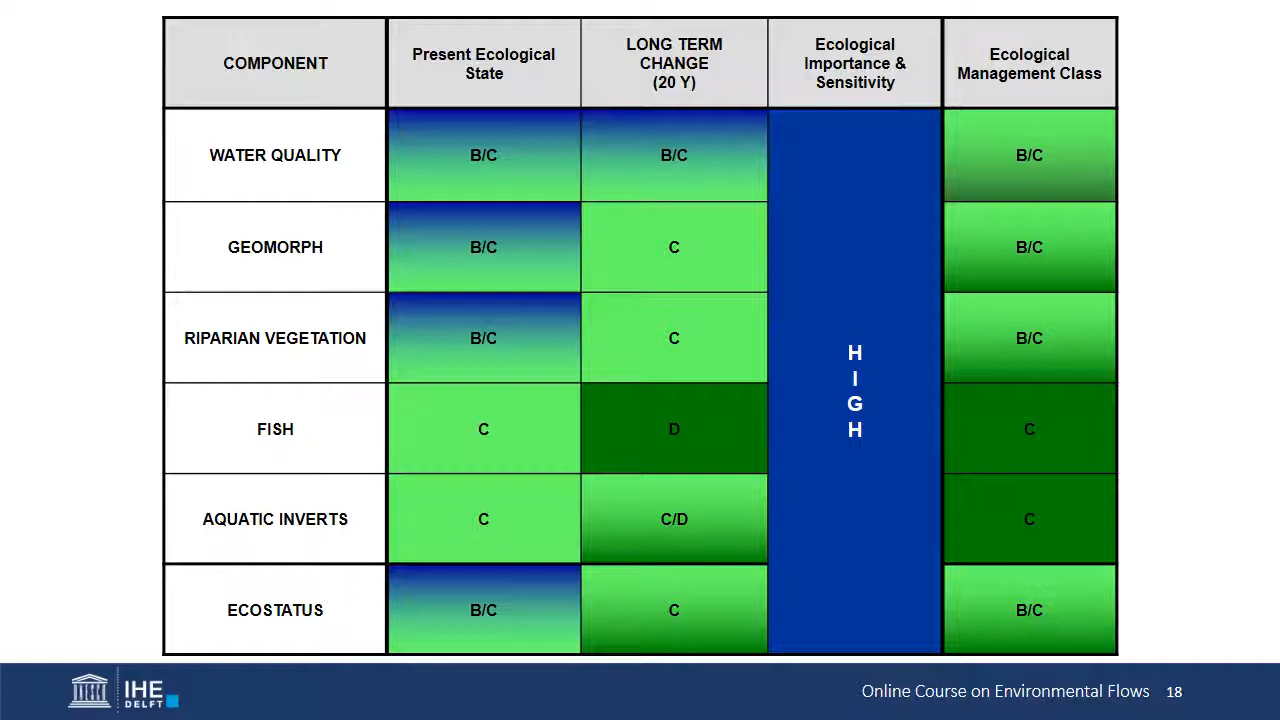 COMPONENT
Present Ecological
State
LONG TERM
CHANGE
(20 Y)
Ecological
Importance &
Sensitivity
Ecological
Management Class
WATER QUALITY
B/C
B/C
B/C
GEOMORPH
B/C
C
B/C
RIPARIAN VEGETATION
B/C
C
B/C
H
I
G
H
FISH
C
D
C
AQUATIC INVERTS
C
C/D
C
ECOSTATUS
B/C
C
B/C
unesco
IHE
DELFT
Online Course on Environmental Flows 18